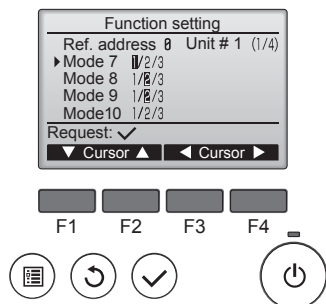 Function setting
Ref. address 0 Unit # 1 (1/4)
Mode 7 1/2/3
Mode 8 1/2/3
Mode 9 1/2/3
Mode10 1/2/3
Request: ✓
▼ Cursor ▲ ◀ Cursor ▶
F1 F2 F3 F4